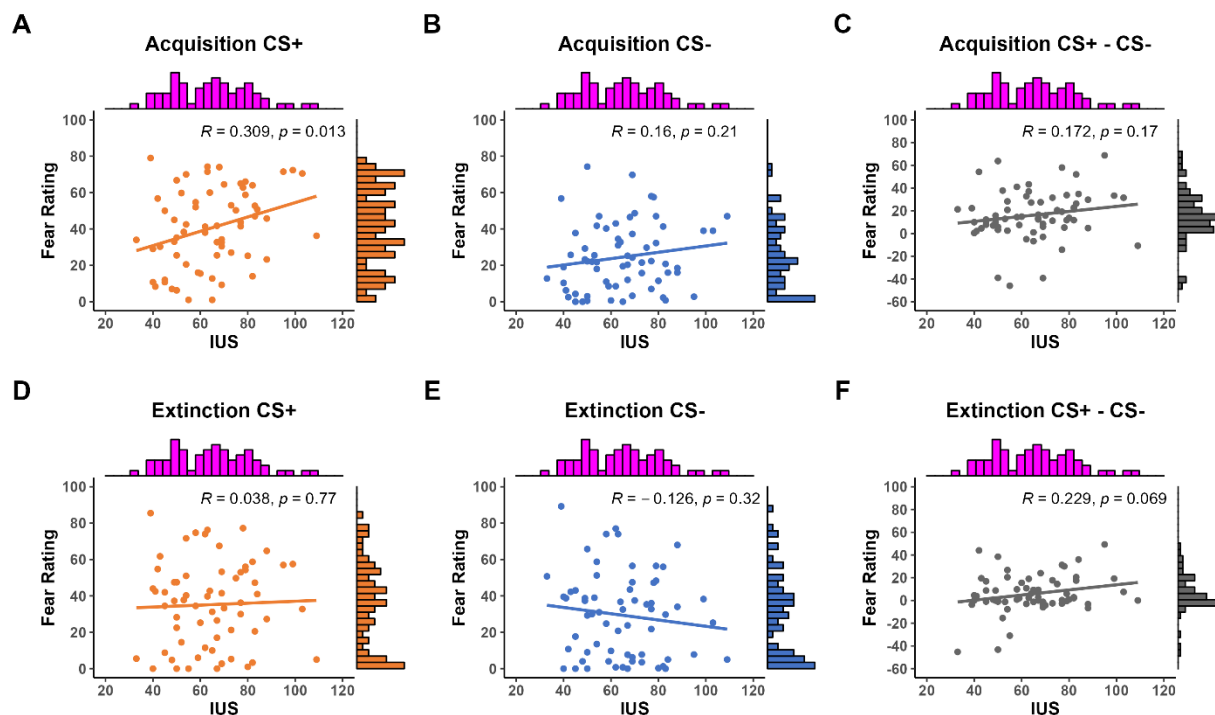 A
Acquisition CS+
R = 0.309, p = 0.013
Fear Rating
100
80
60
40
20
0
20 40 60 80 100 120
IUS
B
Acquisition CS-
R = 0.16, p = 0.21
Fear Rating
100
80
60
40
20
0
20 40 60 80 100 120
IUS
C
Acquisition CS+ - CS-
R = 0.172, p = 0.17
Fear Rating
100
80
60
40
20
0
-20
-40
-60
20 40 60 80 100 120
IUS
D
Extinction CS+
R = 0.038, p = 0.77
Fear Rating
100
80
60
40
20
0
20 40 60 80 100 120
IUS
E
Extinction CS-
R = − 0.126, p = 0.32
Fear Rating
100
80
60
40
20
0
20 40 60 80 100 120
IUS
F
Extinction CS+ - CS-
R = 0.229, p = 0.069
Fear Rating
100
80
60
40
20
0
-20
-40
-60
20 40 60 80 100 120
IUS